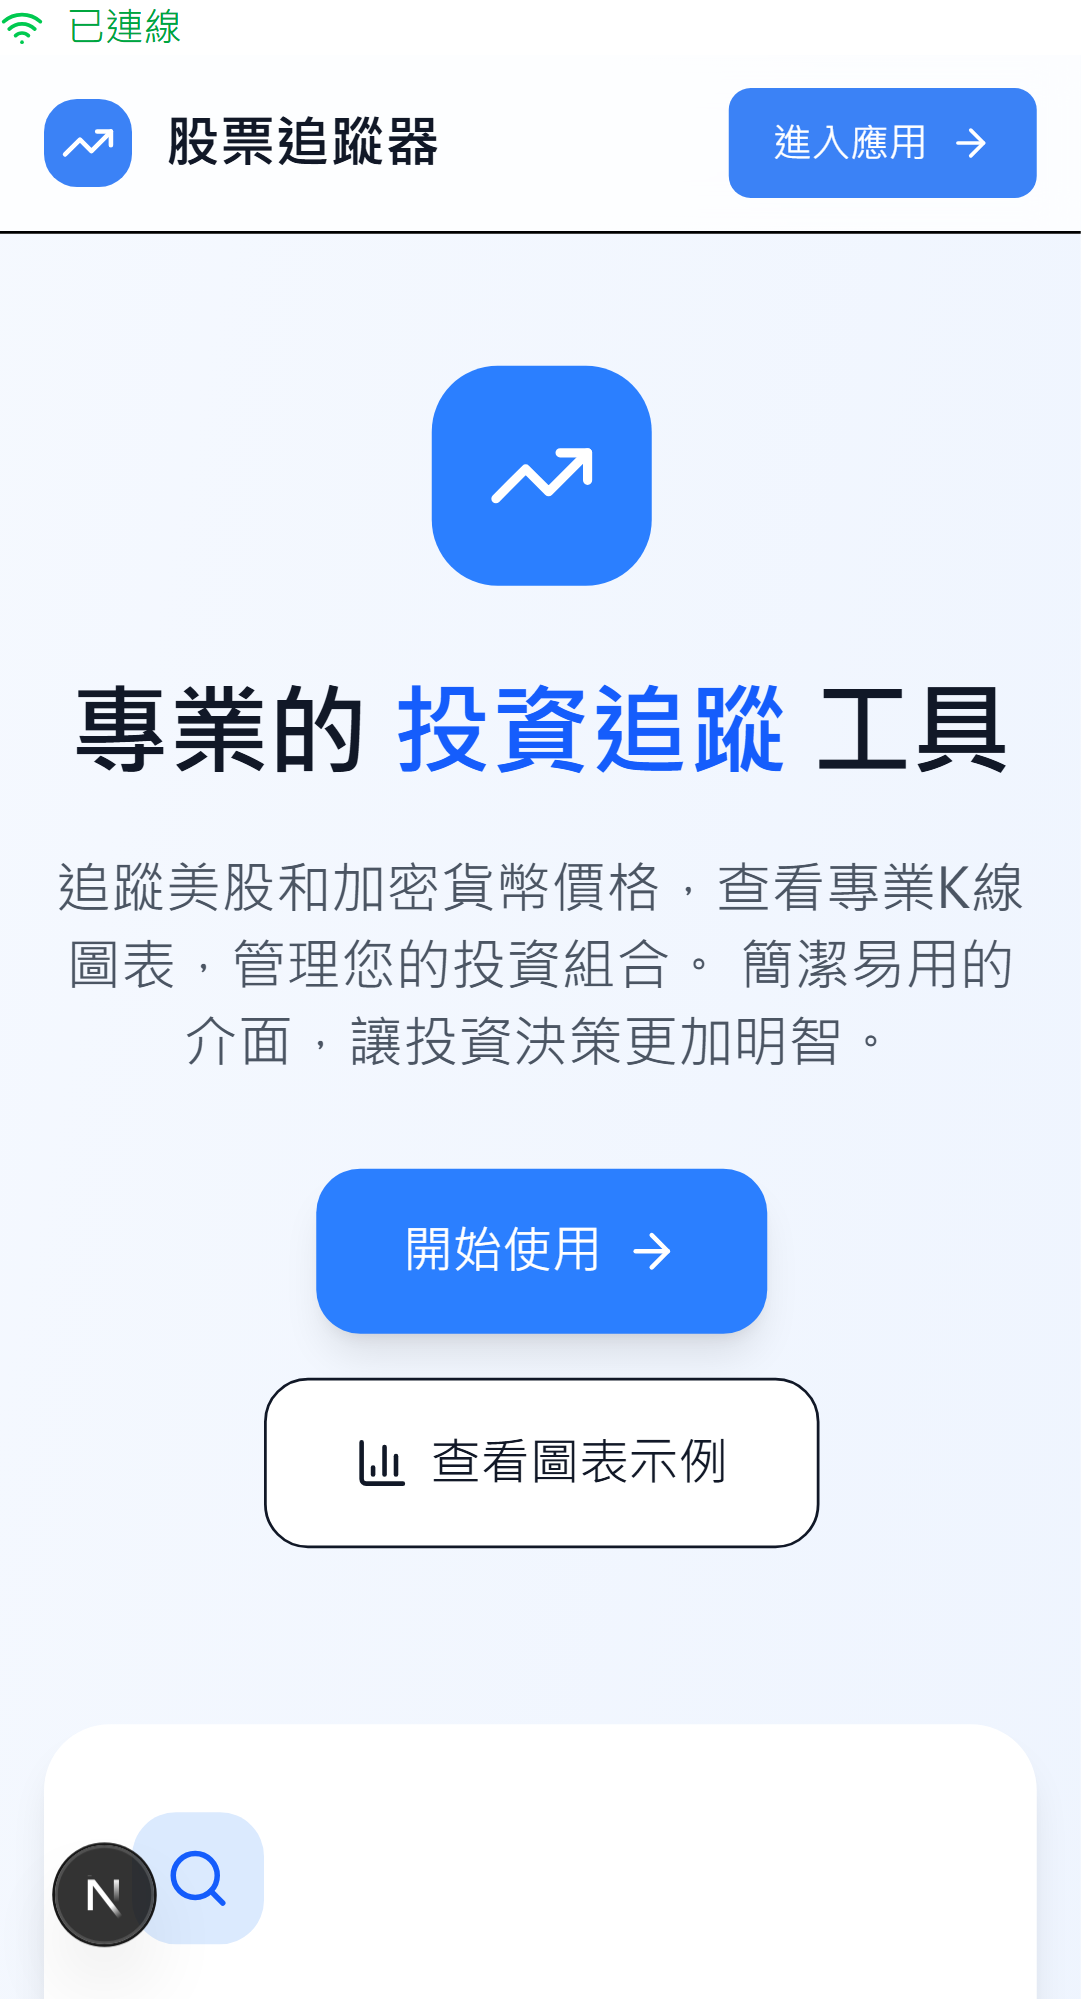 已連線
股票追蹤器
進入應用
專業的 投資追蹤 工具
追蹤美股和加密貨幣價格，查看專業K線
圖表，管理您的投資組合。 簡潔易用的
介面，讓投資決策更加明智。
開始使用
查看圖表示例
N